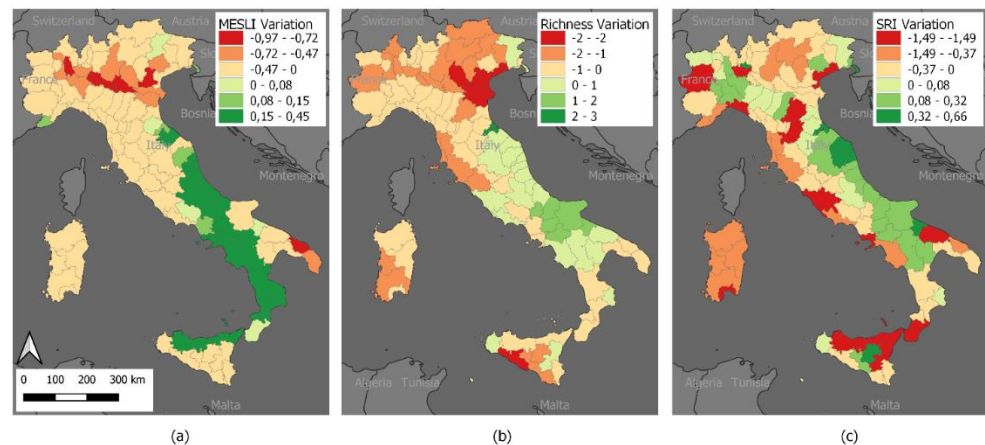 Switzerland
Austria
MESLI Variation
-0,97 - -0,72
-0,72 - -0,47
-0,47 - 0
0 - 0,08
0,08 - 0,15
0,15 - 0,45
France
Italy
Montenegro
0 100 200 300 km
Malta
(a)
Switzerland
Austria
Richness Variation
-2 - -2
-2 - -1
-1 - 0
0 - 1
1 - 2
2 - 3
France
Bosnia
Italy
Montenegro
Algeria Tunisia
Malta
(b)
Switzerland
Austria
SRI Variation
-1,49 - -1,49
-1,49 - -0,37
-0,37 - 0
0 - 0,08
0,08 - 0,32
0,32 - 0,66
France
Bosnia
Italy
Montenegro
Algeria Tunisia
Malta
(c)